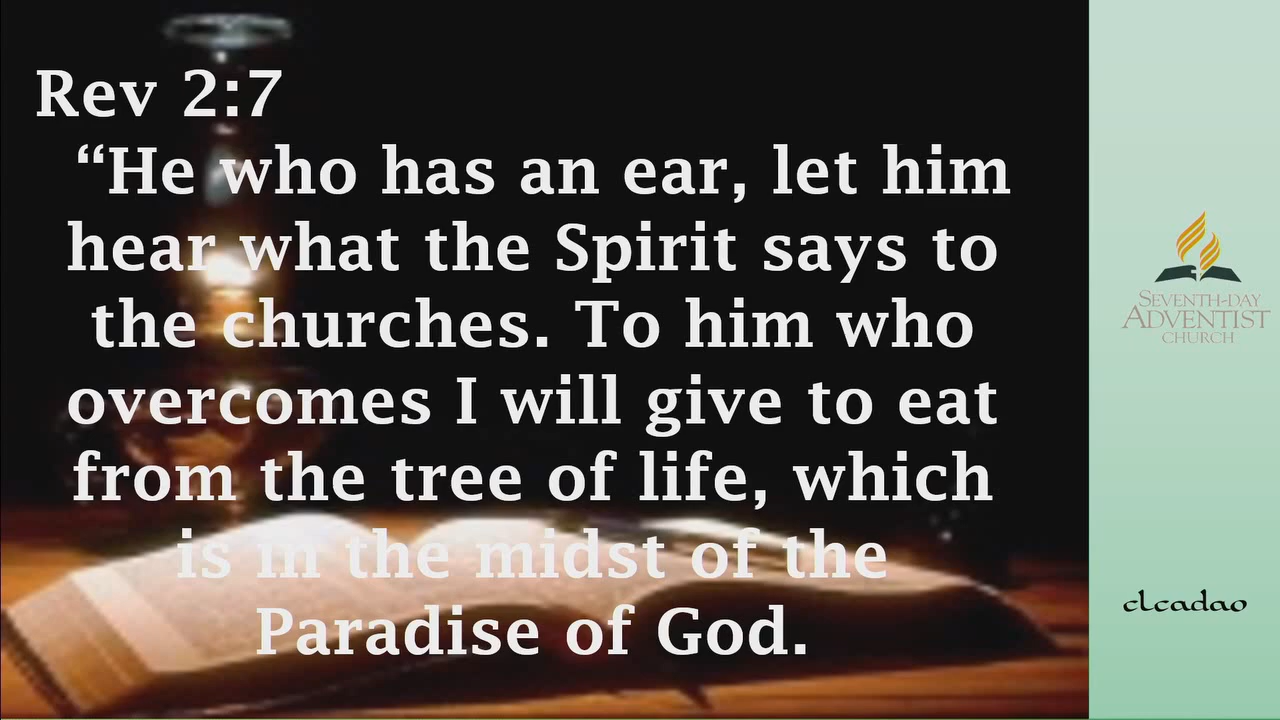 Rev 2:7
“He who has an ear, let him
hear what the Spirit says to
the churches. To him who
overcomes I will give to eat
from the tree of life, which
is in the midst of the
Paradise of God.
SEVENTH-DAY
ADVENTIST
CHURCH
clcadao